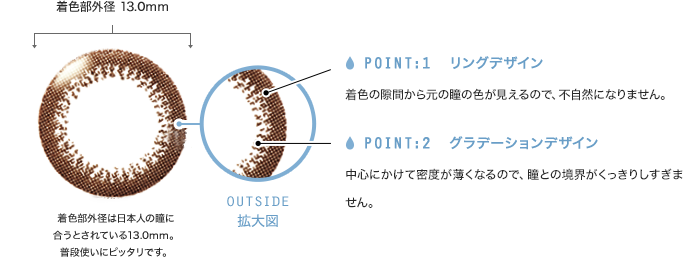 着色部外径 13.0mm
POINT:1 リングデザイン
着色の隙間から元の瞳の色が見えるので、不自然になりません。
POINT:2 グラデーションデザイン
中心にかけて密度が薄くなるので、瞳との境界がくっきりしすぎま
せん。
OUTSIDE
拡大図
着色部外径は日本人の瞳に
合うとされている13.0mm。
普段使いにピッタリです。